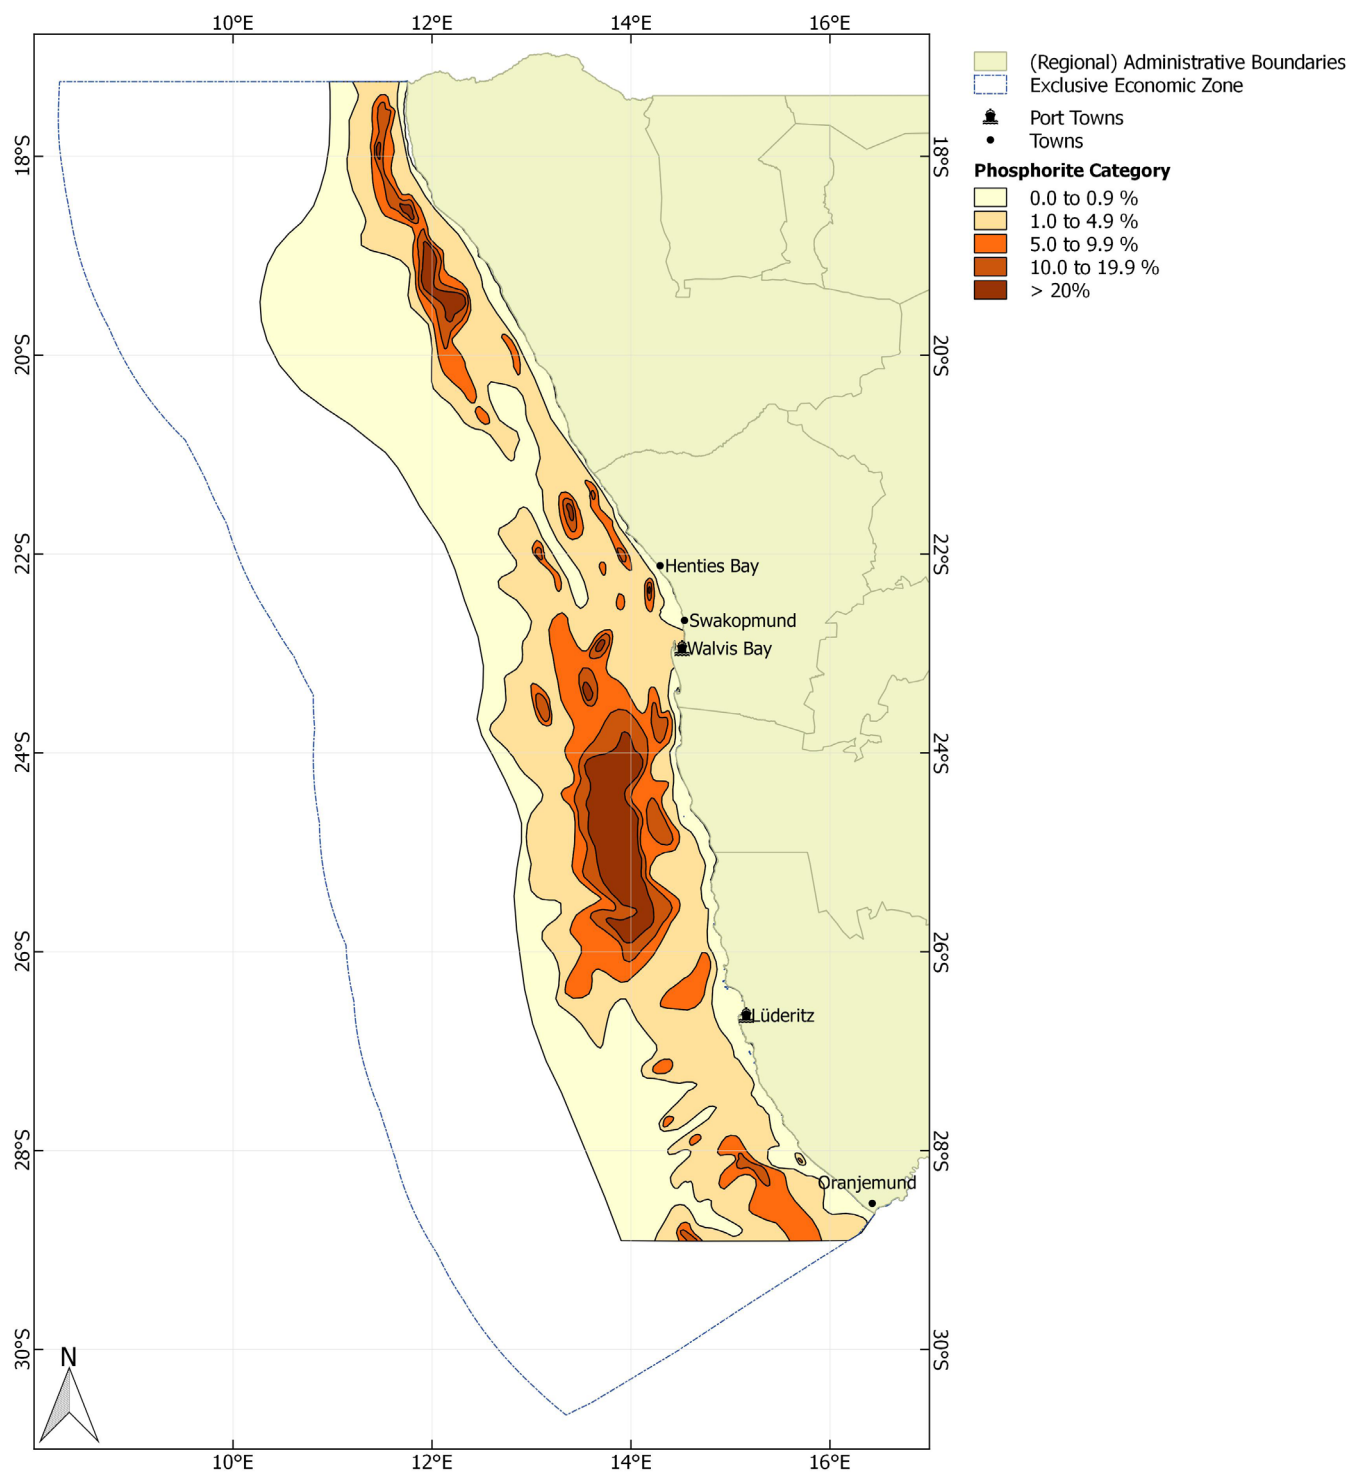 10°E 12°E 14°E 16°E
(Regional) Administrative Boundaries
Exclusive Economic Zone
Port Towns
Towns
Phosphorite Category
0.0 to 0.9 %
1.0 to 4.9 %
5.0 to 9.9 %
10.0 to 19.9 %
> 20%
18°S 18°S
20°S 20°S
22°S 22°S
Henties Bay
Swakopmund
Walvis Bay
24°S 24°S
26°S 26°S
Lüderitz
28°S 28°S
Oranjemund
30°S 30°S
N
10°E 12°E 14°E 16°E